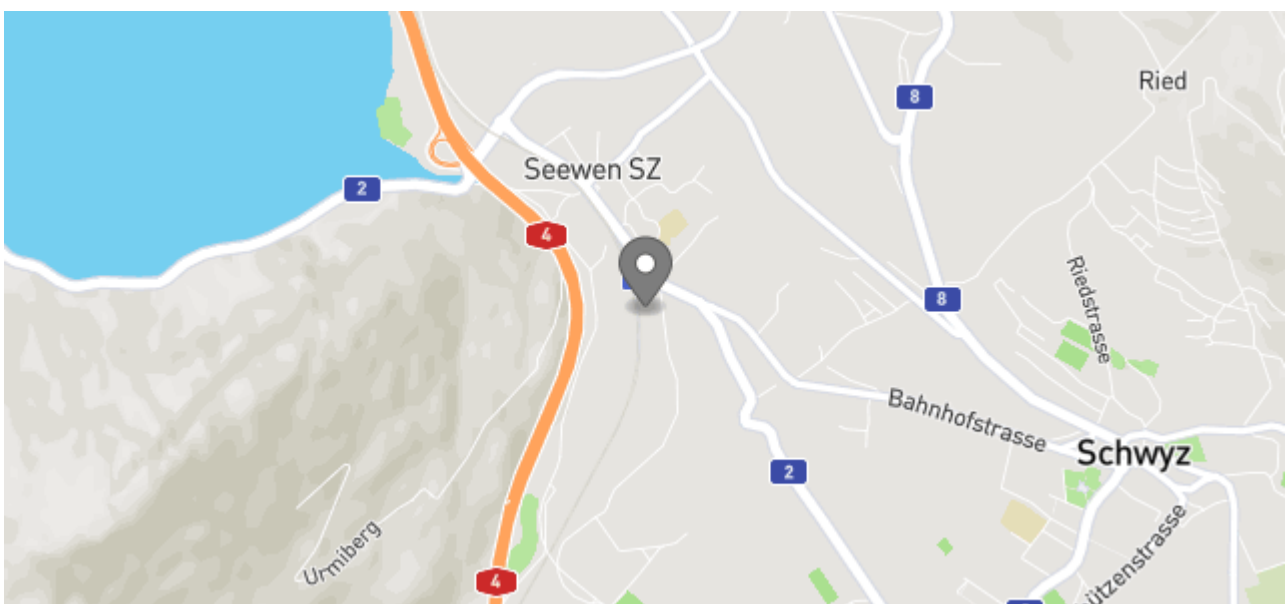 Ried
8
Seewen SZ
2
4
Riedstrasse
8
Bahnhofstrasse
Schwyz
2
Urmiberg
4